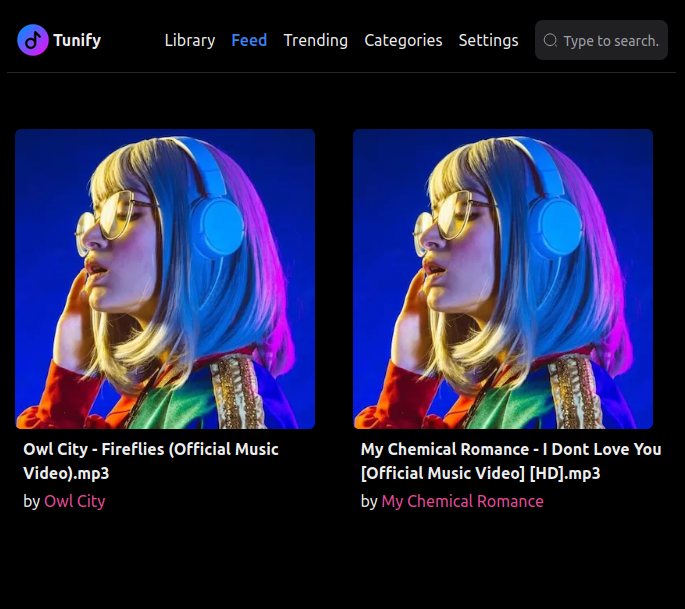 Tunify Library Feed Trending Categories Settings Type to search.
Owl City - Fireflies (Official Music
Video).mp3
by Owl City
My Chemical Romance - I Dont Love You
[Official Music Video] [HD].mp3
by My Chemical Romance